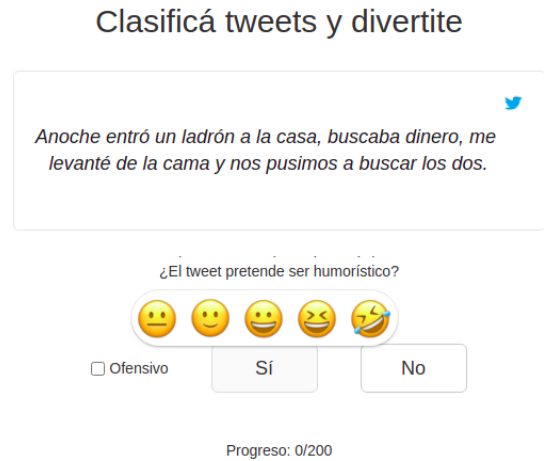 Clasificá tweets y divertite
Anoche entró un ladrón a la casa, buscaba dinero, me
levanté de la cama y nos pusimos a buscar los dos.
¿El tweet pretende ser humorístico?
Ofensivo
Sí
No
Progreso: 0/200